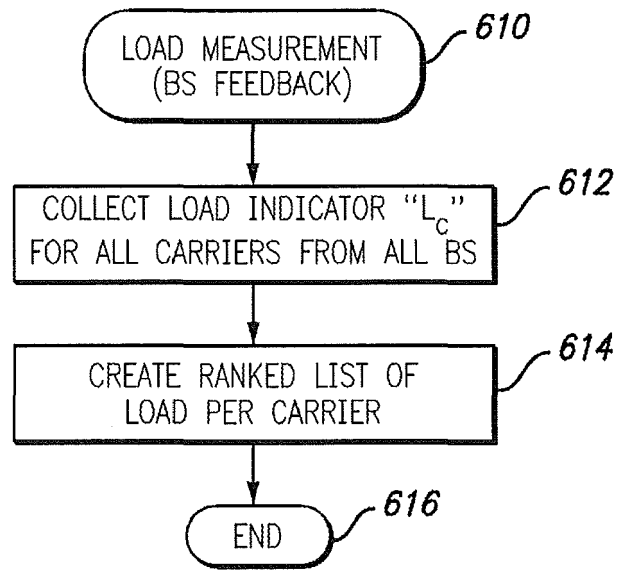 LOAD MEASUREMENT
(BS FEEDBACK)
610
COLLECT LOAD INDICATOR "Lc"
FOR ALL CARRIERS FROM ALL BS
612
CREATE RANKED LIST OF
LOAD PER CARRIER
614
END
616